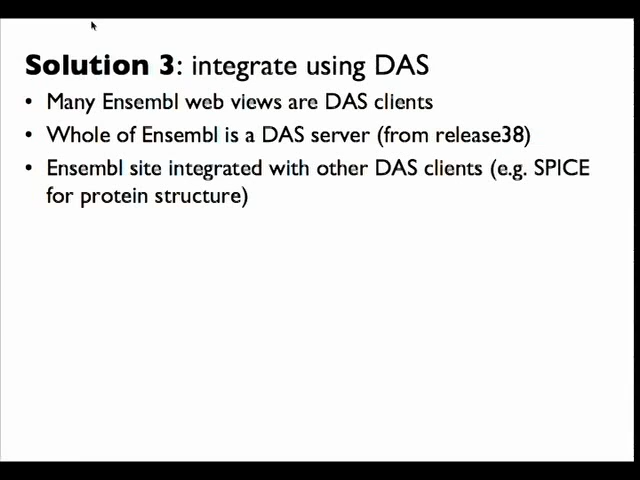 Solution 3: integrate using DAS
• Many Ensembl web views are DAS clients
• Whole of Ensembl is a DAS server (from release38)
• Ensembl site integrated with other DAS clients (e.g. SPICE
for protein structure)